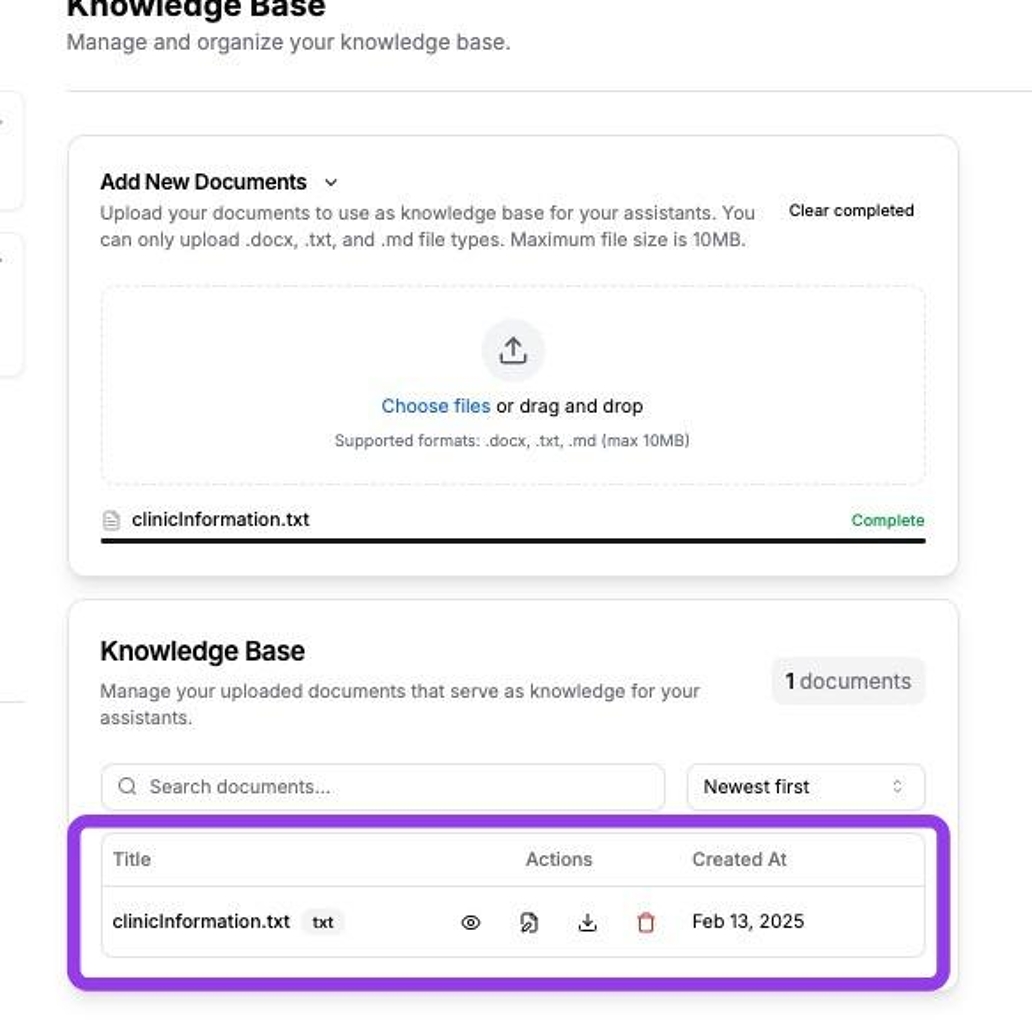 Knowledge Base
Manage and organize your knowledge base.
Add New Documents
Upload your documents to use as knowledge base for your assistants. You
can only upload .docx, .txt, and .md file types. Maximum file size is 10MB.
Clear completed
Choose files or drag and drop
Supported formats: .docx, .txt, .md (max 10MB)
clinicInformation.txt Complete
Knowledge Base
Manage your uploaded documents that serve as knowledge for your
assistants.
1 documents
Search documents... Newest first
Title Actions Created At
clinicInformation.txt txt Feb 13, 2025